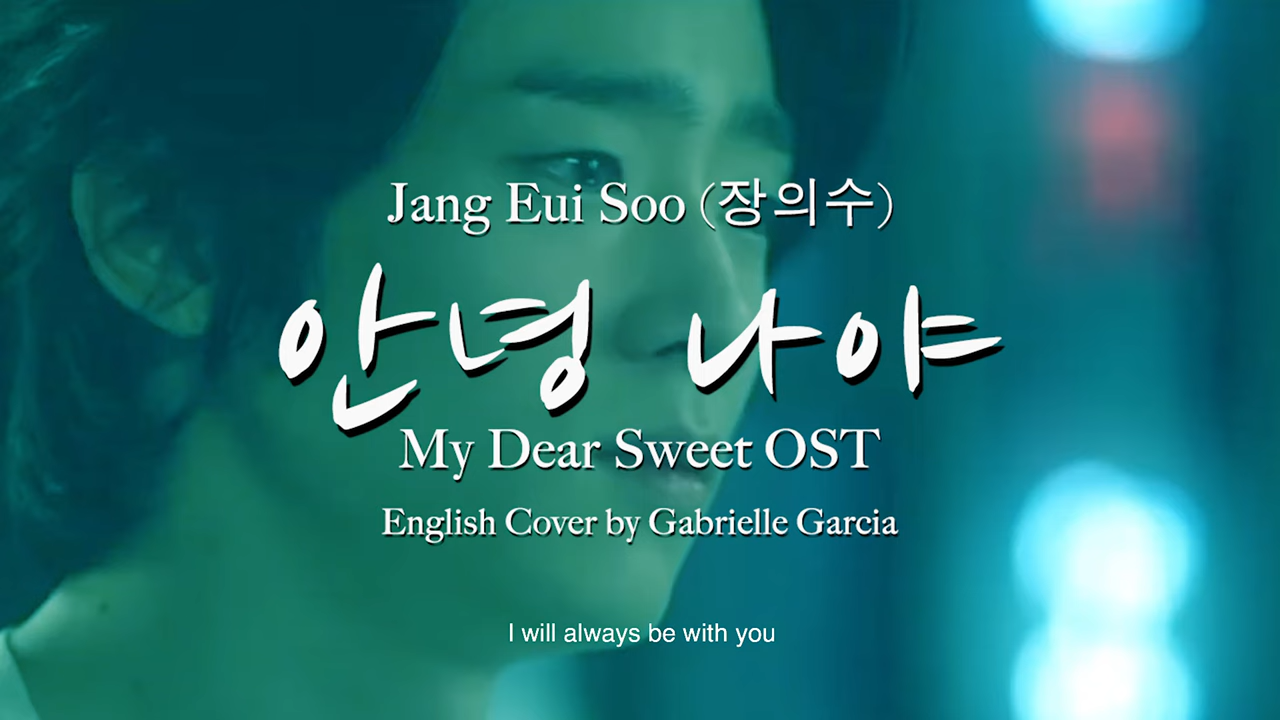 Jang Eui Soo (장의수)
안녕 나야
My Dear Sweet OST
English Cover by Gabrielle Garcia
I will always be with you